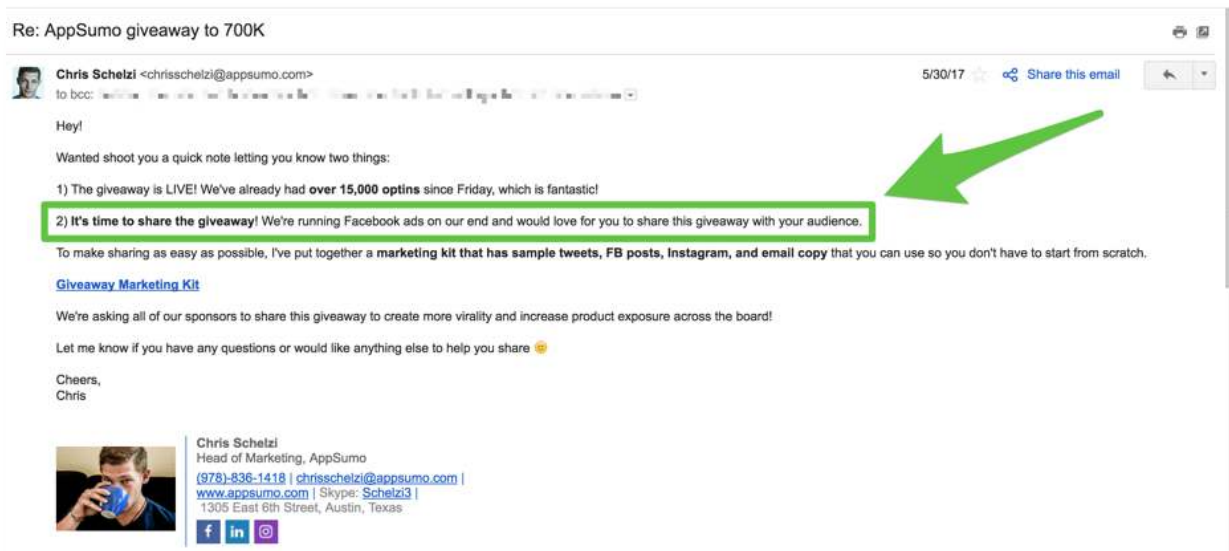 Re: AppSumo giveaway to 700K
Chris Schelzi <chrisschelzi@appsumo.com>
5/30/17
Share this email
to bcc:
Hey!
Wanted shoot you a quick note letting you know two things:
1) The giveaway is LIVE! We've already had over 15,000 optins since Friday, which is fantastic!
2) It's time to share the giveaway! We're running Facebook ads on our end and would love for you to share this giveaway with your audience.
To make sharing as easy as possible, I've put together a marketing kit that has sample tweets, FB posts, Instagram, and email copy that you can use so you don't have to start from scratch.
Giveaway Marketing Kit
We're asking all of our sponsors to share this giveaway to create more virality and increase product exposure across the board!
Let me know if you have any questions or would like anything else to help you share 🙂
Cheers,
Chris
Chris Schelzi
Head of Marketing, AppSumo
(978)-836-1418 | chrisschelzi@appsumo.com |
www.appsumo.com | Skype: Schelzi3 |
1305 East 6th Street, Austin, Texas
f in